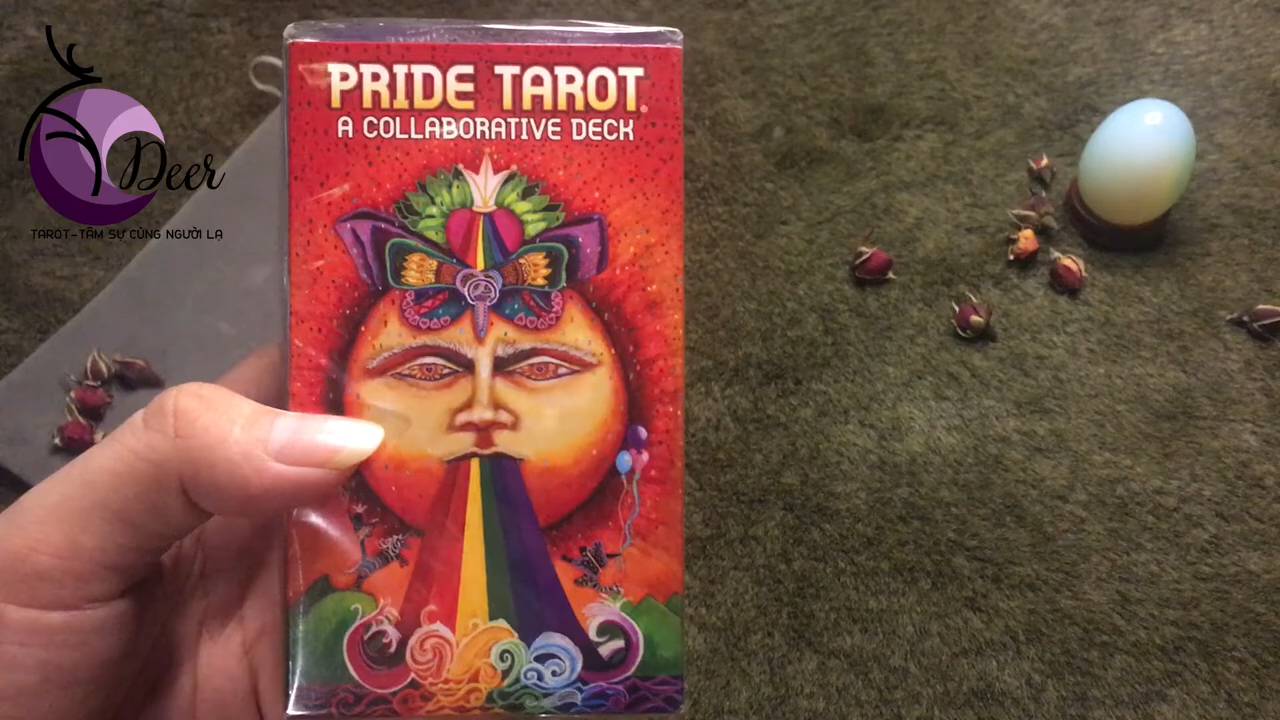 PRIDE TAROT®
A COLLABORATIVE DECK
Deer
TAROT-TÂM SỰ CÙNG NGƯỜI LẠ